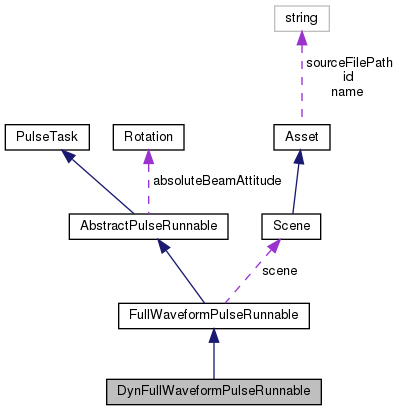 string
sourceFilePath
id
name
PulseTask
Rotation
Asset
absoluteBeamAttitude
AbstractPulseRunnable
Scene
scene
FullWaveformPulseRunnable
DynFullWaveformPulseRunnable